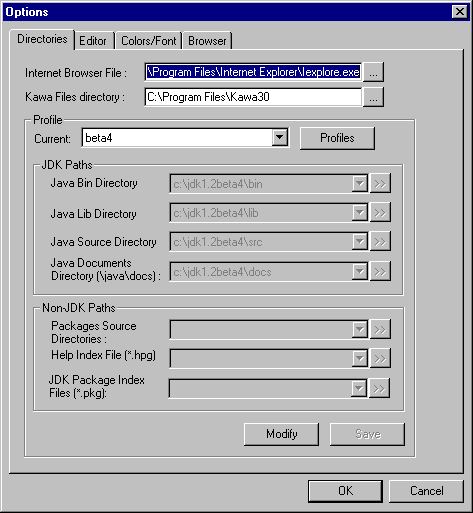 Options
Directories Editor Colors/Font Browser
Internet Browser File : \Program Files\Internet Explorer\Iexplore.exe ...
Kawa Files directory : C:\Program Files\Kawa30 ...
Profile
Current: beta4 Profiles
JDK Paths
Java Bin Directory c:\jdk1.2beta4\bin >>
Java Lib Directory c:\jdk1.2beta4\lib >>
Java Source Directory c:\jdk1.2beta4\src >>
Java Documents
Directory (\java\docs) : c:\jdk1.2beta4\docs >>
Non-JDK Paths
Packages Source
Directories : >>
Help Index File (*.hpg) >>
JDK Package Index
Files (*.pkg): >>
Modify Save
OK Cancel